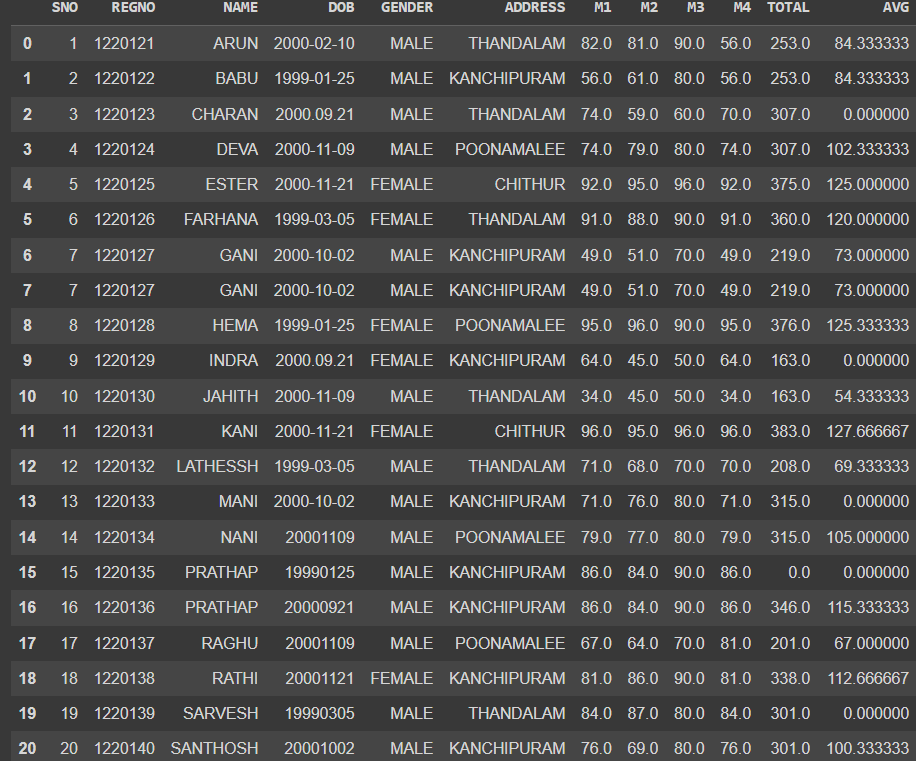 SNO REGNO NAME DOB GENDER ADDRESS M1 M2 M3 M4 TOTAL AVG
0 1 1220121 ARUN 2000-02-10 MALE THANDALAM 82.0 81.0 90.0 56.0 253.0 84.333333
1 2 1220122 BABU 1999-01-25 MALE KANCHIPURAM 56.0 61.0 80.0 56.0 253.0 84.333333
2 3 1220123 CHARAN 2000.09.21 MALE THANDALAM 74.0 59.0 60.0 70.0 307.0 0.000000
3 4 1220124 DEVA 2000-11-09 MALE POONAMALEE 74.0 79.0 80.0 74.0 307.0 102.333333
4 5 1220125 ESTER 2000-11-21 FEMALE CHITHUR 92.0 95.0 96.0 92.0 375.0 125.000000
5 6 1220126 FARHANA 1999-03-05 FEMALE THANDALAM 91.0 88.0 90.0 91.0 360.0 120.000000
6 7 1220127 GANI 2000-10-02 MALE KANCHIPURAM 49.0 51.0 70.0 49.0 219.0 73.000000
7 7 1220127 GANI 2000-10-02 MALE KANCHIPURAM 49.0 51.0 70.0 49.0 219.0 73.000000
8 8 1220128 HEMA 1999-01-25 FEMALE POONAMALEE 95.0 96.0 90.0 95.0 376.0 125.333333
9 9 1220129 INDRA 2000.09.21 FEMALE KANCHIPURAM 64.0 45.0 50.0 64.0 163.0 0.000000
10 10 1220130 JAHITH 2000-11-09 MALE THANDALAM 34.0 45.0 50.0 34.0 163.0 54.333333
11 11 1220131 KANI 2000-11-21 FEMALE CHITHUR 96.0 95.0 96.0 96.0 383.0 127.666667
12 12 1220132 LATHESSH 1999-03-05 MALE THANDALAM 71.0 68.0 70.0 70.0 208.0 69.333333
13 13 1220133 MANI 2000-10-02 MALE KANCHIPURAM 71.0 76.0 80.0 71.0 315.0 0.000000
14 14 1220134 NANI 20001109 MALE POONAMALEE 79.0 77.0 80.0 79.0 315.0 105.000000
15 15 1220135 PRATHAP 19990125 MALE KANCHIPURAM 86.0 84.0 90.0 86.0 0.0 0.000000
16 16 1220136 PRATHAP 20000921 MALE KANCHIPURAM 86.0 84.0 90.0 86.0 346.0 115.333333
17 17 1220137 RAGHU 20001109 MALE POONAMALEE 67.0 64.0 70.0 81.0 201.0 67.000000
18 18 1220138 RATHI 20001121 FEMALE KANCHIPURAM 81.0 86.0 90.0 81.0 338.0 112.666667
19 19 1220139 SARVESH 19990305 MALE THANDALAM 84.0 87.0 80.0 84.0 301.0 0.000000
20 20 1220140 SANTHOSH 20001002 MALE KANCHIPURAM 76.0 69.0 80.0 76.0 301.0 100.333333